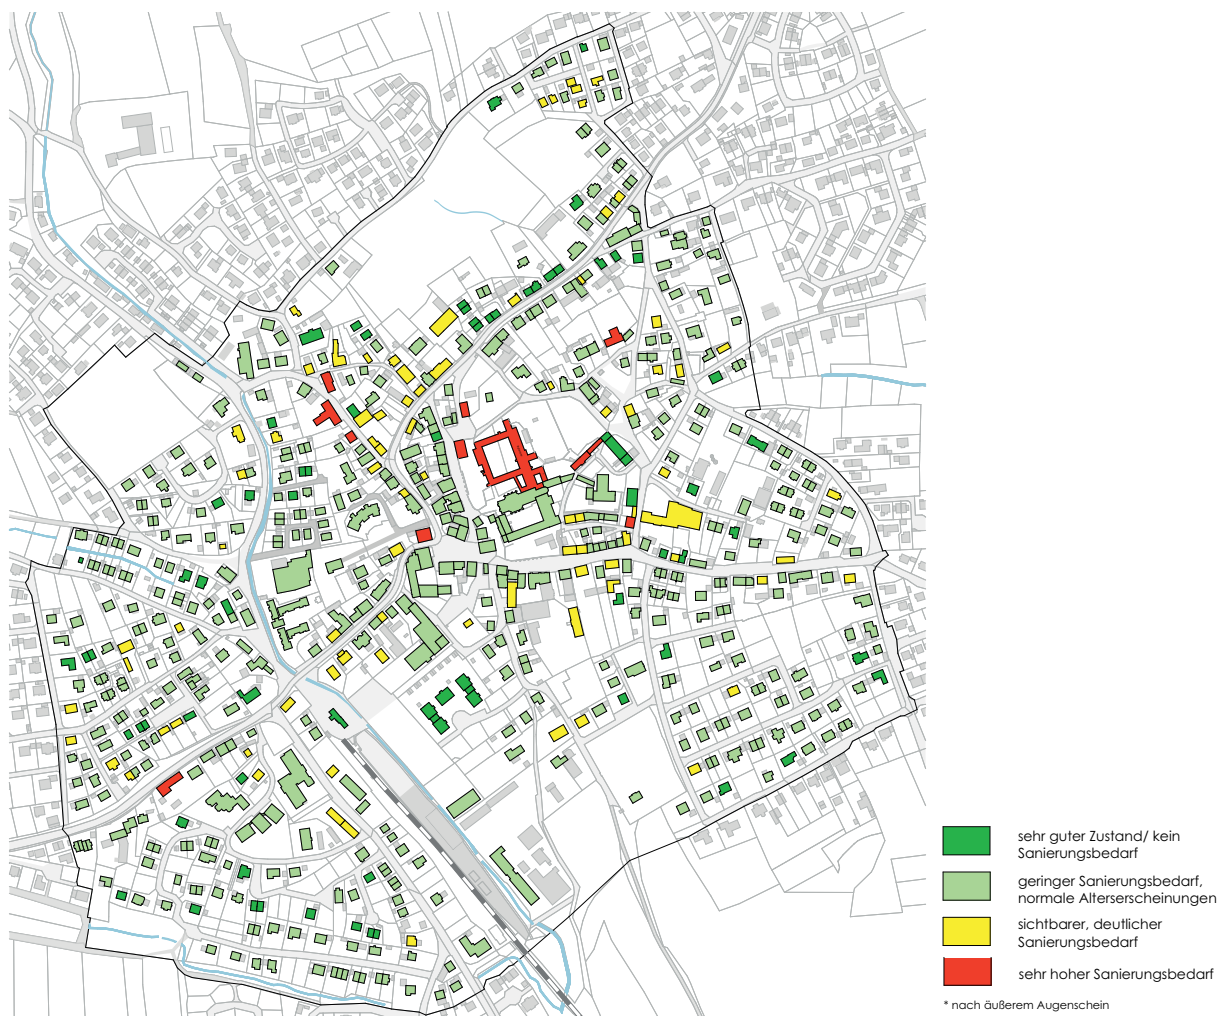 sehr guter Zustand/ kein
Sanierungsbedarf
geringer Sanierungsbedarf,
normale Alterserscheinungen
sichtbarer, deutlicher
Sanierungsbedarf
sehr hoher Sanierungsbedarf
* nach äußerem Augenschein